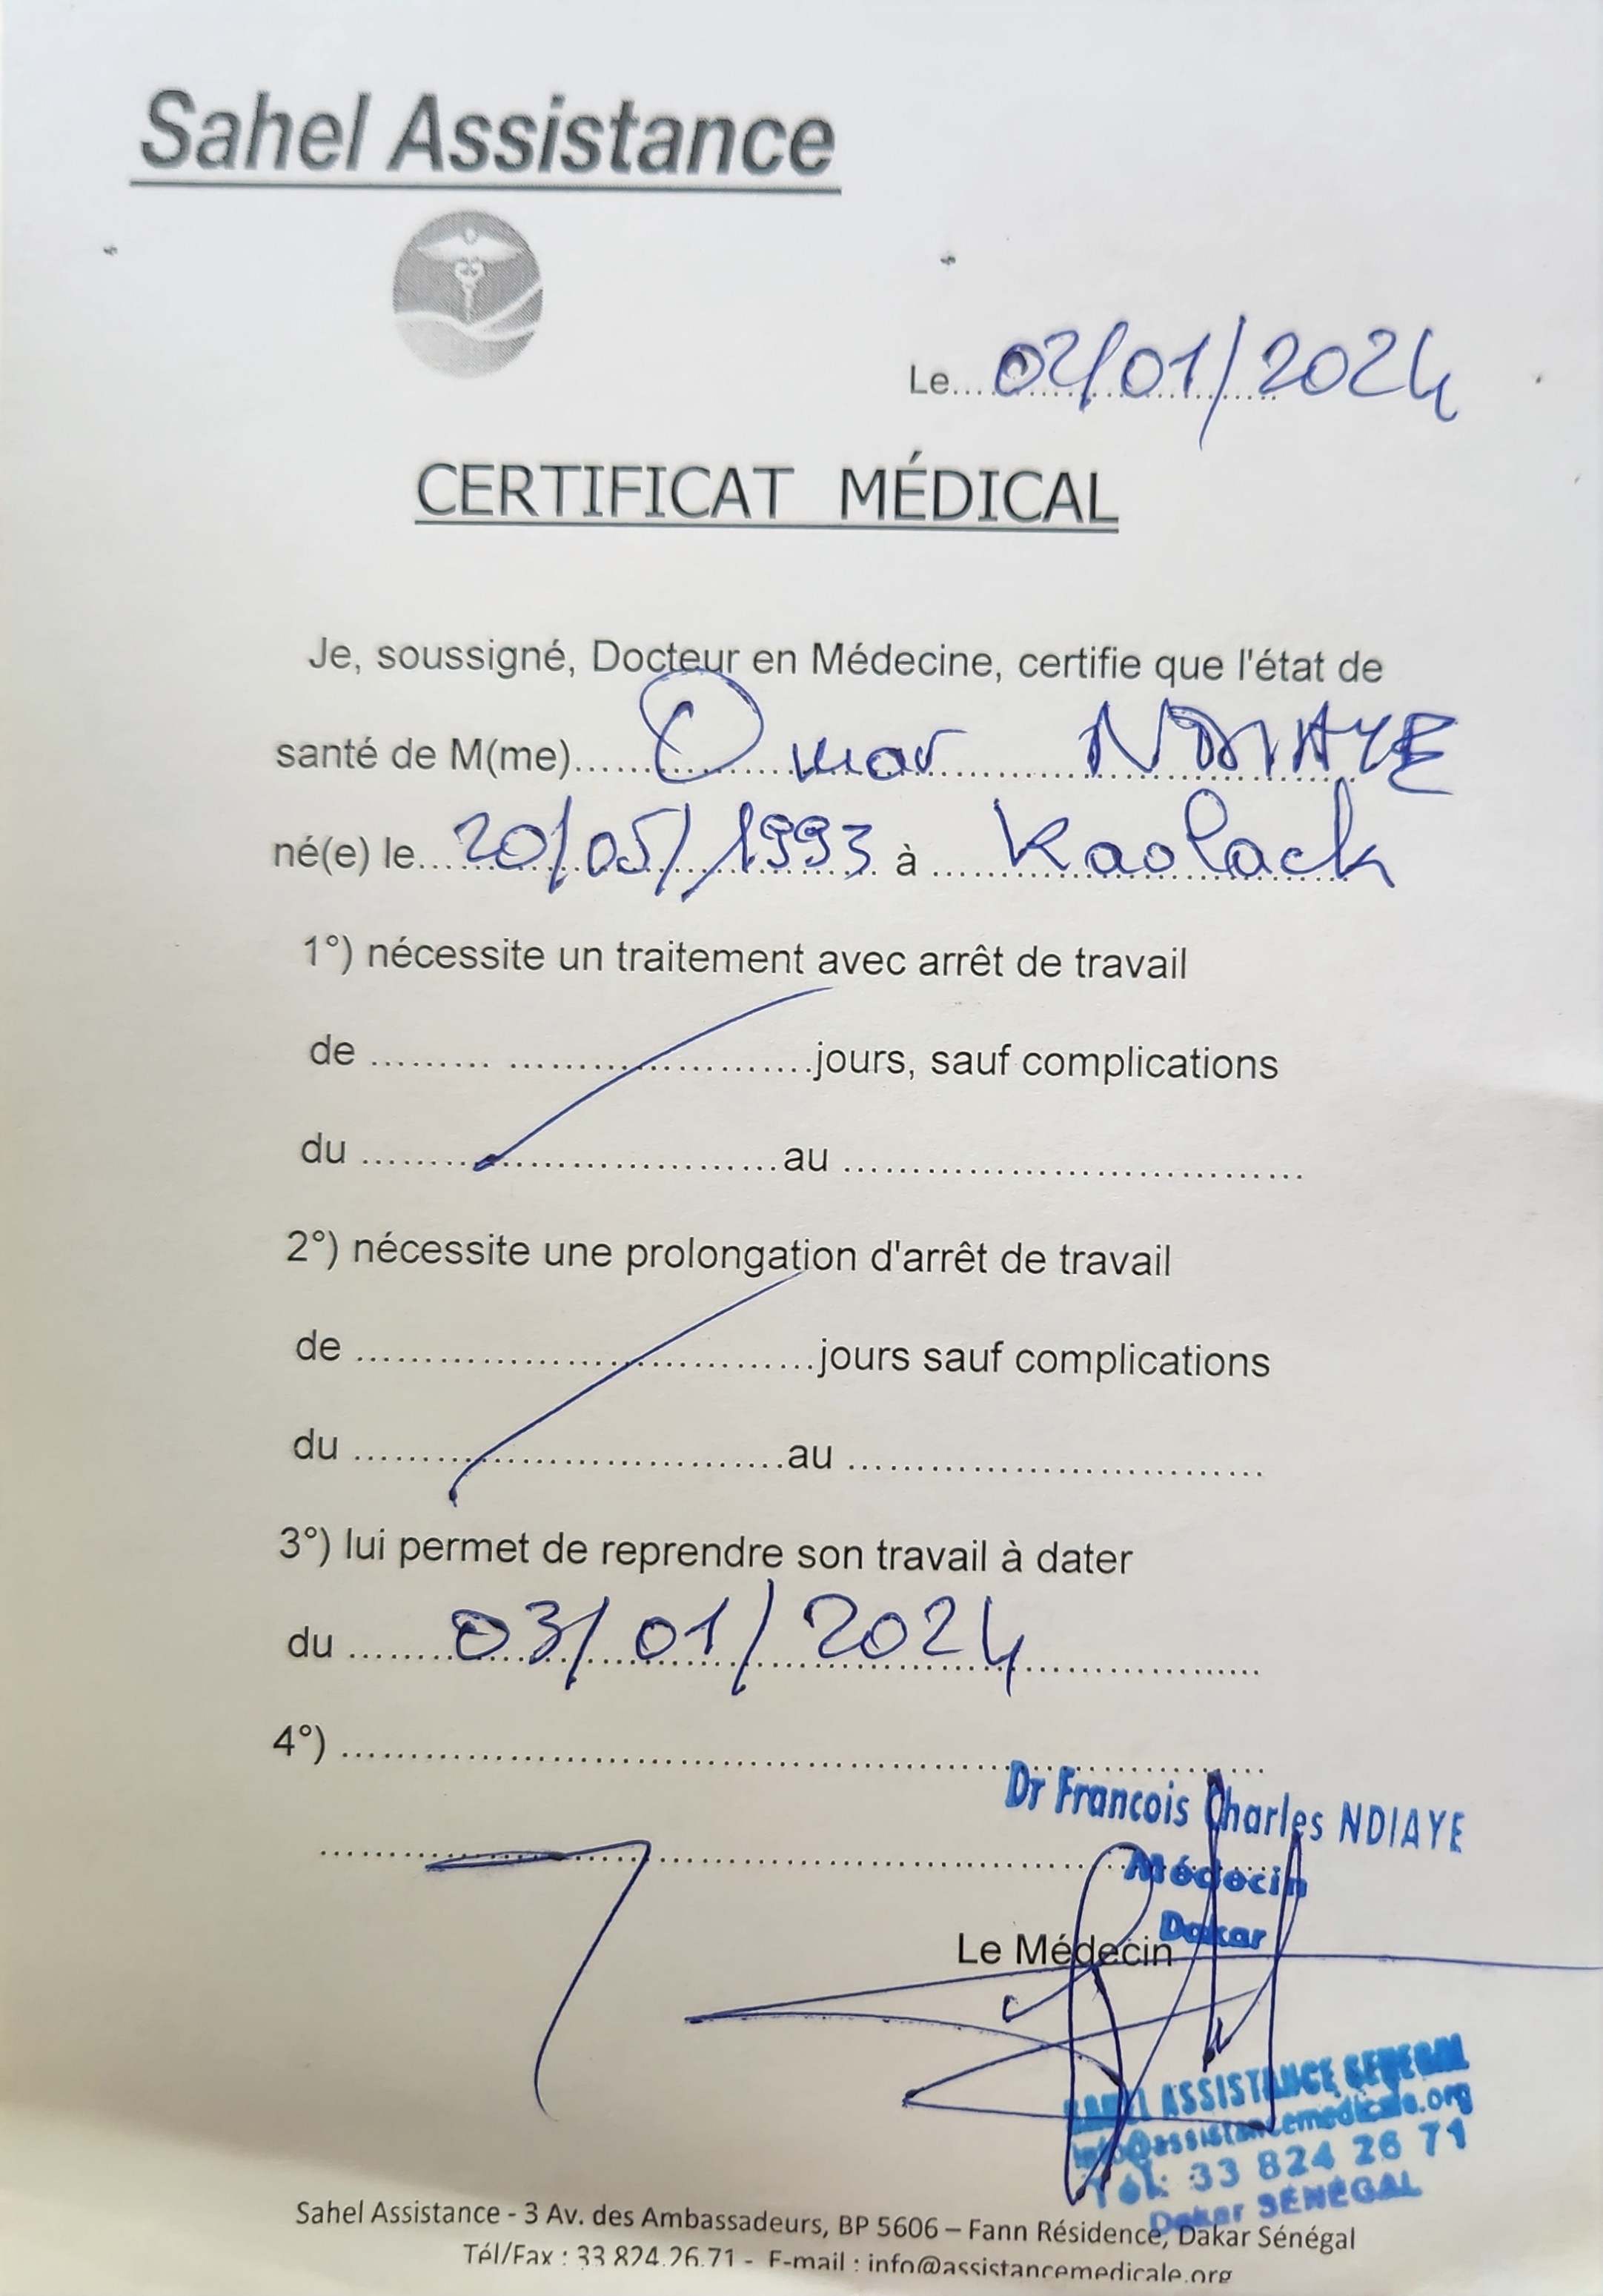 Sahel Assistance
Le... 02/01/2024
CERTIFICAT MÉDICAL
Je, soussigné, Docteur en Médecine, certifie que l'état de
santé de M(me)...... Omar NDIAYE
né(e) le... 20/05/1993 à ... Kaolack
1°) nécessite un traitement avec arrêt de travail
de ......... ........................jours, sauf complications
du ...................................au .......................................
2°) nécessite une prolongation d'arrêt de travail
de .......................................jours sauf complications
du .....................................au ...................................
3°) lui permet de reprendre son travail à dater
du ....... 03/01/2024 ...................
4°) ...............................................................................
Dr Francois Charles NDIAYE
................................................................................
Médecin
Dakar
Le Médecin
SAHEL ASSISTANCE SENEGAL
info@assistancemedicale.org
Tél: 33 824 26 71
Dakar SÉNÉGAL
Sahel Assistance - 3 Av. des Ambassadeurs, BP 5606 – Fann Résidence, Dakar Sénégal
Tél/Fax : 33 824.26.71 - E-mail : info@assistancemedicale.org